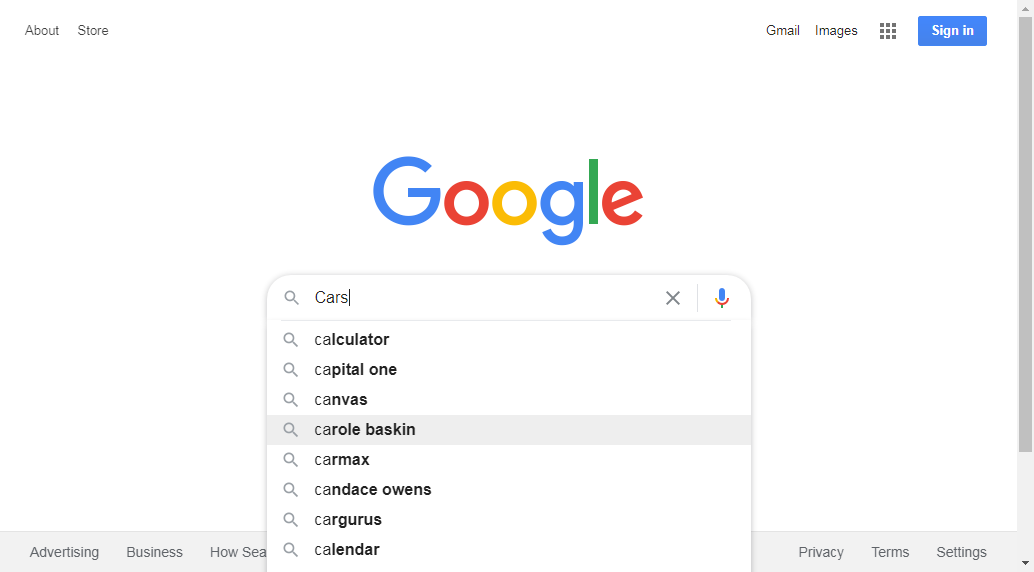 About Store Gmail Images Sign in
Google
Cars
calculator
capital one
canvas
carole baskin
carmax
candace owens
cargurus
calendar
Advertising Business How Sea Privacy Terms Settings